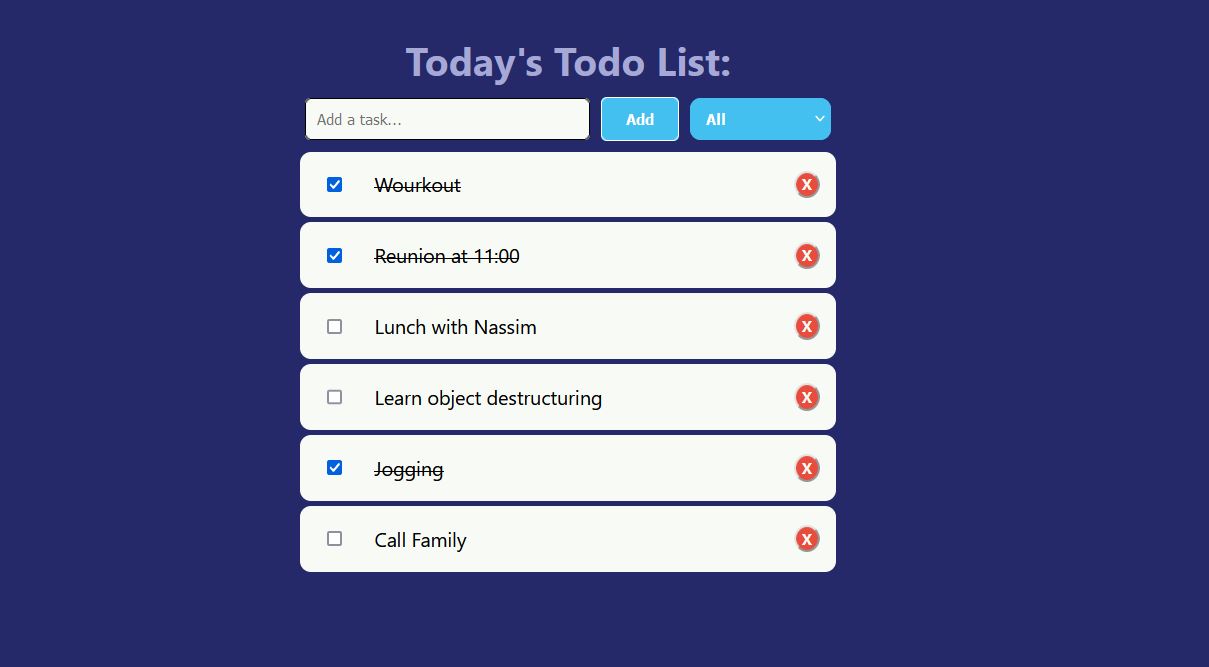 Today's Todo List:
Add a task... Add All
Wourkout X
Reunion at 11:00 X
Lunch with Nassim X
Learn object destructuring X
Jogging X
Call Family X